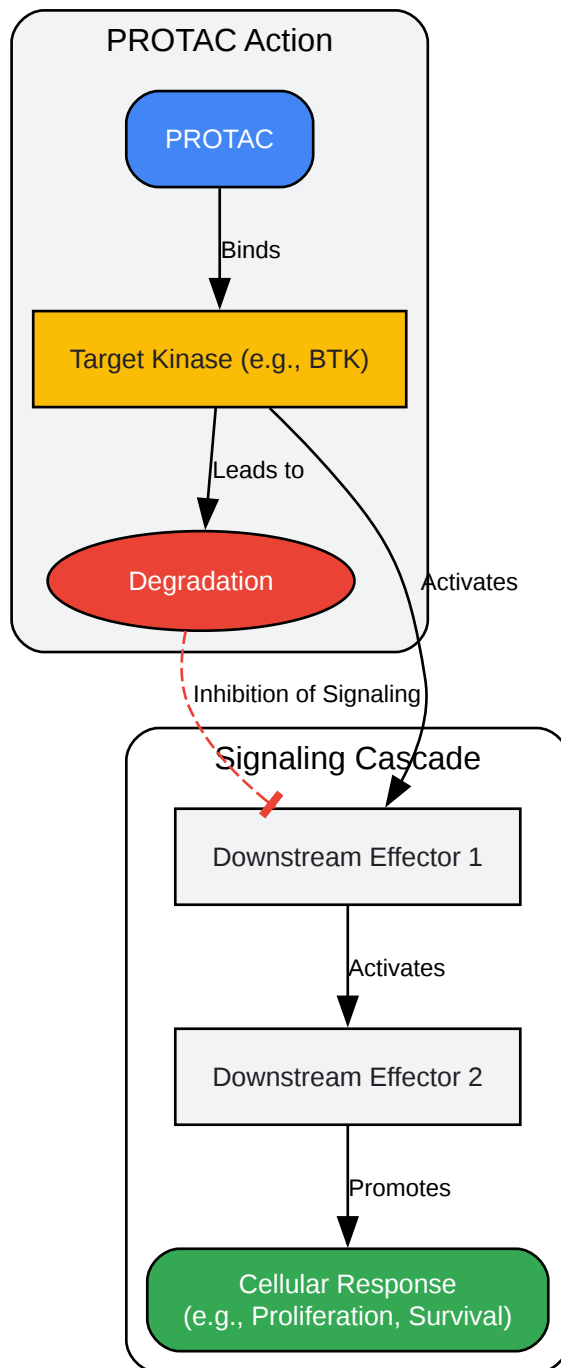 PROTAC Action
PROTAC
Binds
Target Kinase (e.g., BTK)
Leads to
Degradation
Activates
Inhibition of Signaling
Signaling Cascade
Downstream Effector 1
Activates
Downstream Effector 2
Promotes
Cellular Response
(e.g., Proliferation, Survival)